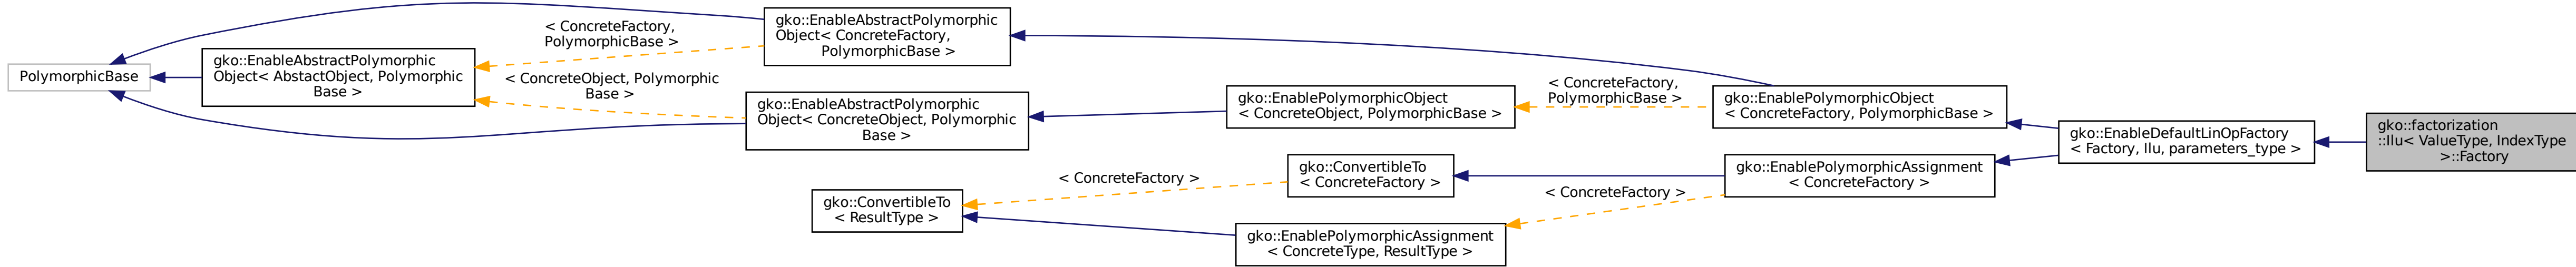 PolymorphicBase
gko::EnableAbstractPolymorphic
Object< AbstactObject, Polymorphic
Base >
< ConcreteFactory,
PolymorphicBase >
< ConcreteObject, Polymorphic
Base >
gko::EnableAbstractPolymorphic
Object< ConcreteFactory,
PolymorphicBase >
gko::EnableAbstractPolymorphic
Object< ConcreteObject, Polymorphic
Base >
gko::ConvertibleTo
< ResultType >
< ConcreteFactory >
gko::EnablePolymorphicObject
< ConcreteObject, PolymorphicBase >
gko::ConvertibleTo
< ConcreteFactory >
gko::EnablePolymorphicAssignment
< ConcreteType, ResultType >
< ConcreteFactory,
PolymorphicBase >
< ConcreteFactory >
gko::EnablePolymorphicObject
< ConcreteFactory, PolymorphicBase >
gko::EnablePolymorphicAssignment
< ConcreteFactory >
gko::EnableDefaultLinOpFactory
< Factory, Ilu, parameters_type >
gko::factorization
::Ilu< ValueType, IndexType
>::Factory